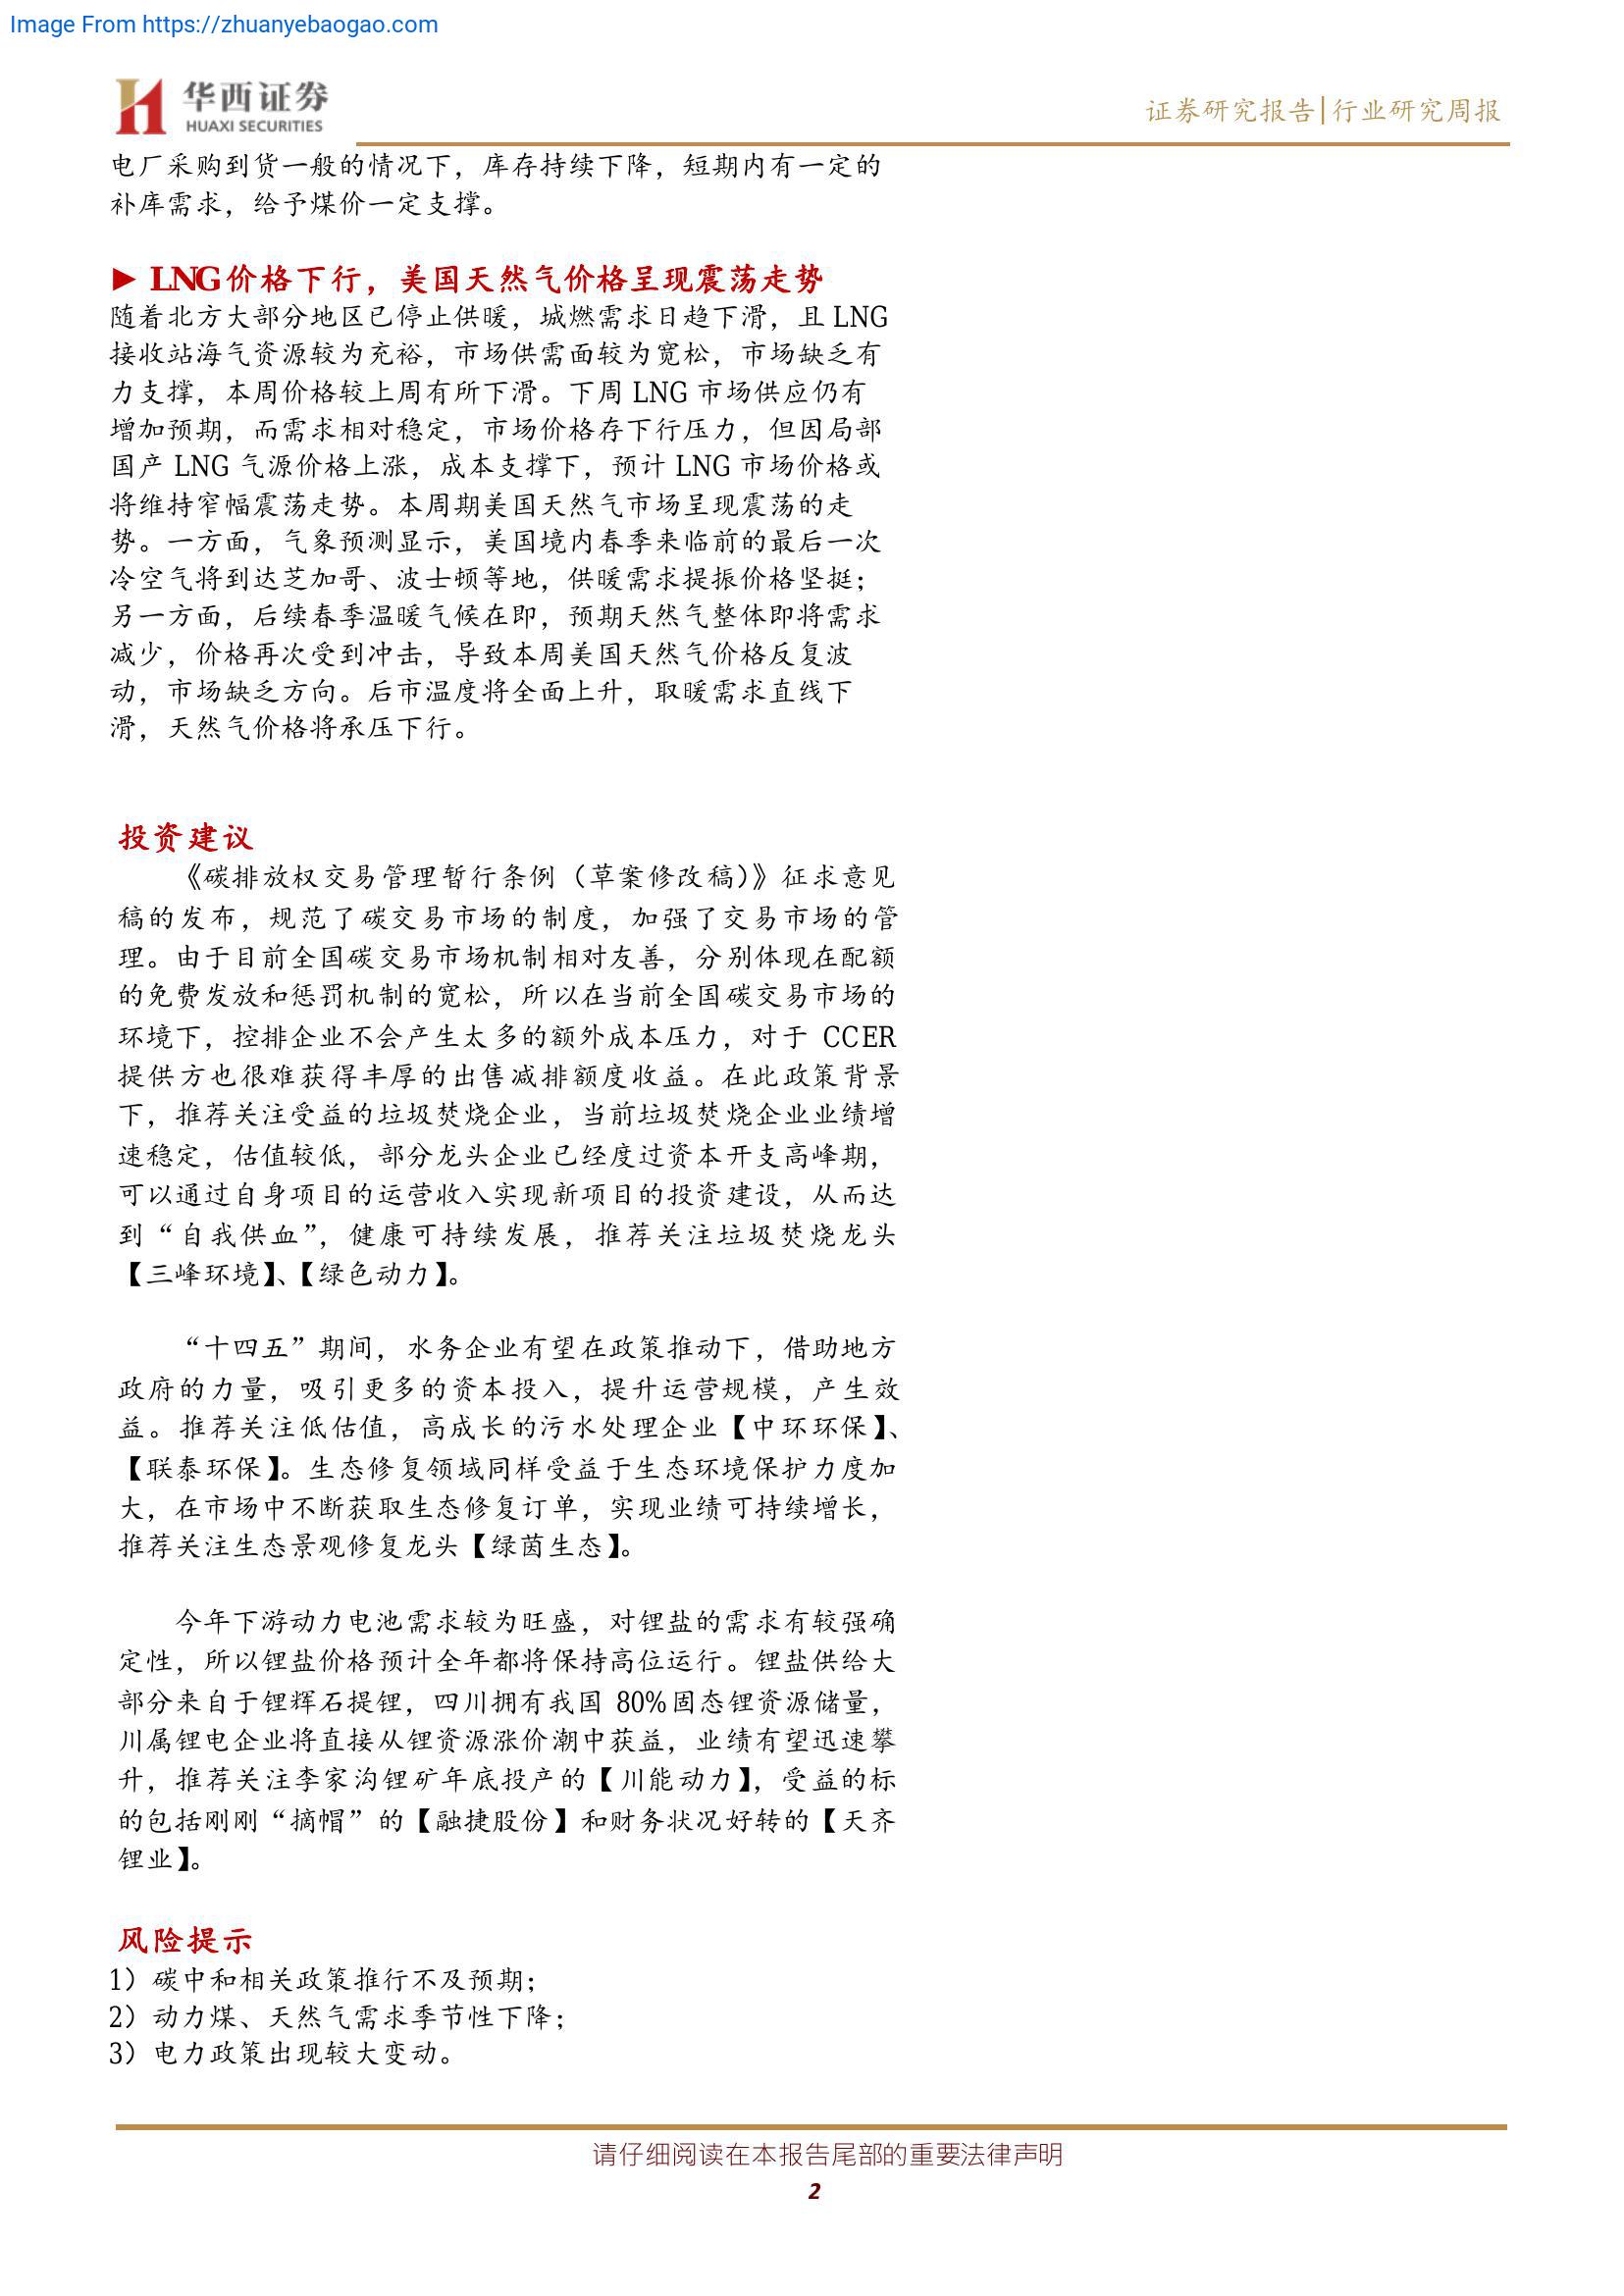 Image From https://zhuanyebaogao.com
华西证券
HUAXI SECURITIES
证券研究报告|行业研究周报
电厂采购到货一般的情况下，库存持续下降，短期内有一定的
补库需求，给予煤价一定支撑。
► LNG价格下行，美国天然气价格呈现震荡走势
随着北方大部分地区已停止供暖，城燃需求日趋下滑，且 LNG
接收站海气资源较为充裕，市场供需面较为宽松，市场缺乏有
力支撑，本周价格较上周有所下滑。下周 LNG 市场供应仍有
增加预期，而需求相对稳定，市场价格存下行压力，但因局部
国产 LNG 气源价格上涨，成本支撑下，预计 LNG 市场价格或
将维持窄幅震荡走势。本周期美国天然气市场呈现震荡的走
势。一方面，气象预测显示，美国境内春季来临前的最后一次
冷空气将到达芝加哥、波士顿等地，供暖需求提振价格坚挺；
另一方面，后续春季温暖气候在即，预期天然气整体即将需求
减少，价格再次受到冲击，导致本周美国天然气价格反复波
动，市场缺乏方向。后市温度将全面上升，取暖需求直线下
滑，天然气价格将承压下行。
投资建议
《碳排放权交易管理暂行条例（草案修改稿）》征求意见
稿的发布，规范了碳交易市场的制度，加强了交易市场的管
理。由于目前全国碳交易市场机制相对友善，分别体现在配额
的免费发放和惩罚机制的宽松，所以在当前全国碳交易市场的
环境下，控排企业不会产生太多的额外成本压力，对于 CCER
提供方也很难获得丰厚的出售减排额度收益。在此政策背景
下，推荐关注受益的垃圾焚烧企业，当前垃圾焚烧企业业绩增
速稳定，估值较低，部分龙头企业已经度过资本开支高峰期，
可以通过自身项目的运营收入实现新项目的投资建设，从而达
到“自我供血”，健康可持续发展，推荐关注垃圾焚烧龙头
【三峰环境】、【绿色动力】。
“十四五”期间，水务企业有望在政策推动下，借助地方
政府的力量，吸引更多的资本投入，提升运营规模，产生效
益。推荐关注低估值，高成长的污水处理企业【中环环保】、
【联泰环保】。生态修复领域同样受益于生态环境保护力度加
大，在市场中不断获取生态修复订单，实现业绩可持续增长，
推荐关注生态景观修复龙头【绿茵生态】。
今年下游动力电池需求较为旺盛，对锂盐的需求有较强确
定性，所以锂盐价格预计全年都将保持高位运行。锂盐供给大
部分来自于锂辉石提锂，四川拥有我国 80%固态锂资源储量，
川属锂电企业将直接从锂资源涨价潮中获益，业绩有望迅速攀
升，推荐关注李家沟锂矿年底投产的【川能动力】，受益的标
的包括刚刚“摘帽”的【融捷股份】和财务状况好转的【天齐
锂业】。
风险提示
1）碳中和相关政策推行不及预期；
2）动力煤、天然气需求季节性下降；
3）电力政策出现较大变动。
请仔细阅读在本报告尾部的重要法律声明
2